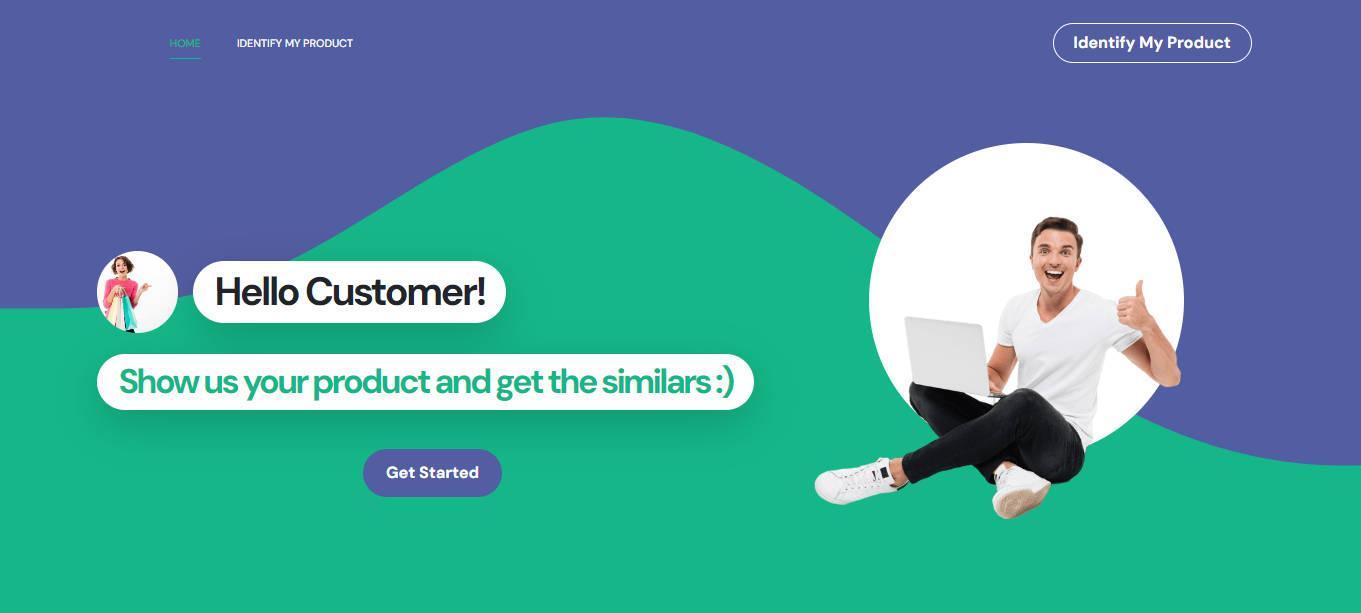 HOME
IDENTIFY MY PRODUCT
Identify My Product
Hello Customer!
Show us your product and get the similars :)
Get Started